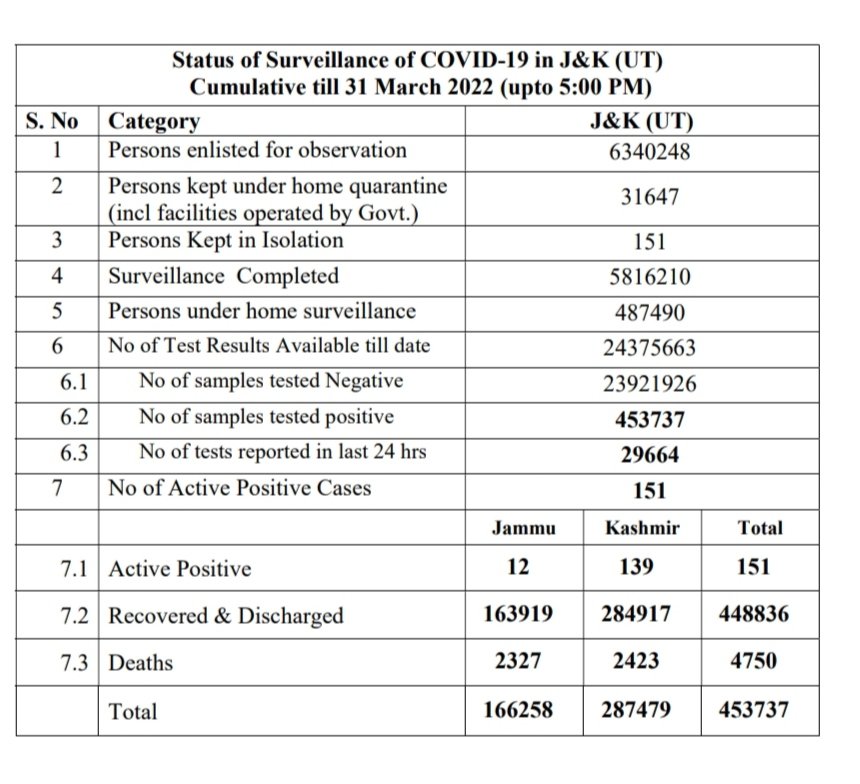 Status of Surveillance of COVID-19 in J&K (UT)
Cumulative till 31 March 2022 (upto 5:00 PM)
S. No Category J&K (UT)
1 Persons enlisted for observation 6340248
2 Persons kept under home quarantine
(incl facilities operated by Govt.) 31647
3 Persons Kept in Isolation 151
4 Surveillance Completed 5816210
5 Persons under home surveillance 487490
6 No of Test Results Available till date 24375663
6.1 No of samples tested Negative 23921926
6.2 No of samples tested positive 453737
6.3 No of tests reported in last 24 hrs 29664
7 No of Active Positive Cases 151
Jammu Kashmir Total
7.1 Active Positive 12 139 151
7.2 Recovered & Discharged 163919 284917 448836
7.3 Deaths 2327 2423 4750
Total 166258 287479 453737